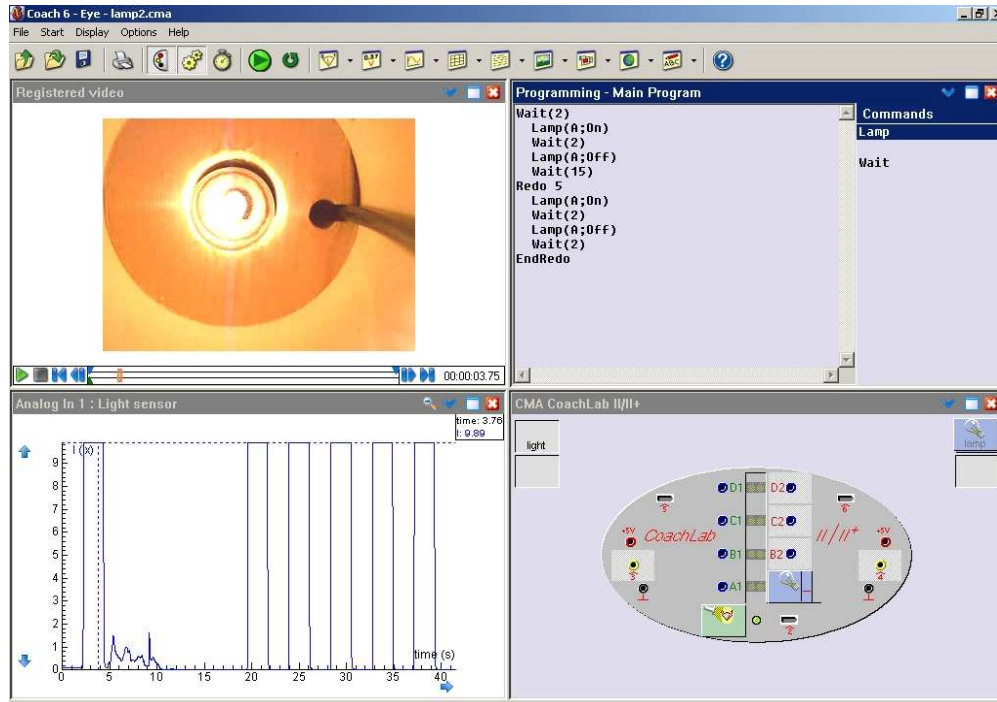 Coach 6 - Eye - lamp2.cma
File Start Display Options Help
0.37
ABC
Registered video
00:00:03.75
Programming - Main Program
Wait(2)
Lamp(A;On)
Wait(2)
Lamp(A;Off)
Wait(15)
Redo 5
Lamp(A;On)
Wait(2)
Lamp(A;Off)
Wait(2)
EndRedo
Commands
Lamp
Wait
Analog In 1 : Light sensor
time: 3.76
I: 9.89
I (lx)
9
8
7
6
5
4
3
2
1
0 5 10 15 20 25 30 35 40
time (s)
CMA CoachLab II/II+
light
lamp
D1 D2
5 6
C1 C2
+5V CoachLab II/II+ +5V
B1 B2
3 4
A1
2